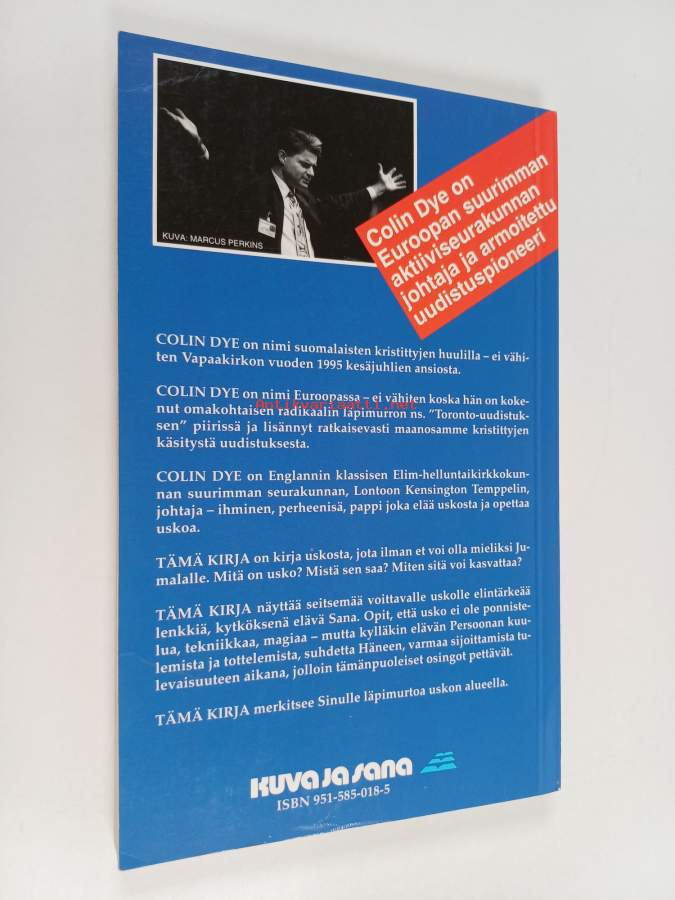 KUVA: MARCUS PERKINS
Colin Dye on
Euroopan suurimman
aktiiviseurakunnan
johtaja ja armoitettu
uudistuspioneeri
COLIN DYE on nimi suomalaisten kristittyjen huulilla – ei vähi-
ten Vapaakirkon vuoden 1995 kesäjuhlien ansiosta.
COLIN DYE on nimi Euroopassa – ei vähiten koska hän on koke-
nut omakohtaisen radikaalin läpimurron ns. ”Toronto-uudistuk-
sen” piirissä ja lisännyt ratkaisevasti maanosamme kristittyjen
käsitystä uudistuksesta.
Antikvariaatti.net
COLIN DYE on Englannin klassisen Elim-helluntaikirkkokun-
nan suurimman seurakunnan, Lontoon Kensington Temppelin,
johtaja – ihminen, perheenisä, pappi joka elää uskosta ja opettaa
uskoa.
TÄMÄ KIRJA on kirja uskosta, jota ilman et voi olla mieliksi Ju-
malalle. Mitä on usko? Mistä sen saa? Miten sitä voi kasvattaa?
TÄMÄ KIRJA näyttää seitsemää voittavalle uskolle elintärkeää
lenkkiä, kytköksenä elävä Sana. Opit, että usko ei ole ponniste-
lua, tekniikkaa, magiaa – mutta kylläkin elävän Persoonan kuu-
lemista ja tottelemista, suhdetta Häneen, varmaa sijoittamista tu-
levaisuuteen aikana, jolloin tämänpuoleiset osingot pettävät.
TÄMÄ KIRJA merkitsee Sinulle läpimurtoa uskon alueella.
kuva ja sana
ISBN 951-585-018-5